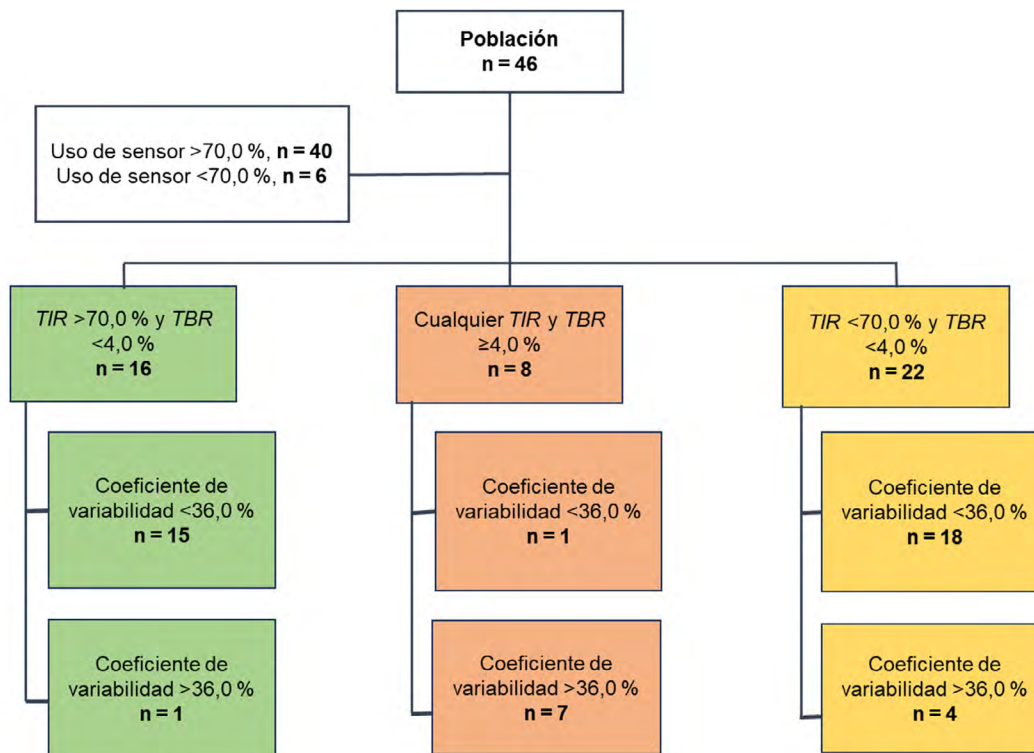 Población
n = 46
Uso de sensor >70,0 %, n = 40
Uso de sensor <70,0 %, n = 6
TIR >70,0 % y TBR
<4,0 %
n = 16
Cualquier TIR y TBR
≥4,0 %
n = 8
TIR <70,0 % y TBR
<4,0 %
n = 22
Coeficiente de
variabilidad <36,0 %
n = 15
Coeficiente de
variabilidad <36,0 %
n = 1
Coeficiente de
variabilidad <36,0 %
n = 18
Coeficiente de
variabilidad >36,0 %
n = 1
Coeficiente de
variabilidad >36,0 %
n = 7
Coeficiente de
variabilidad >36,0 %
n = 4